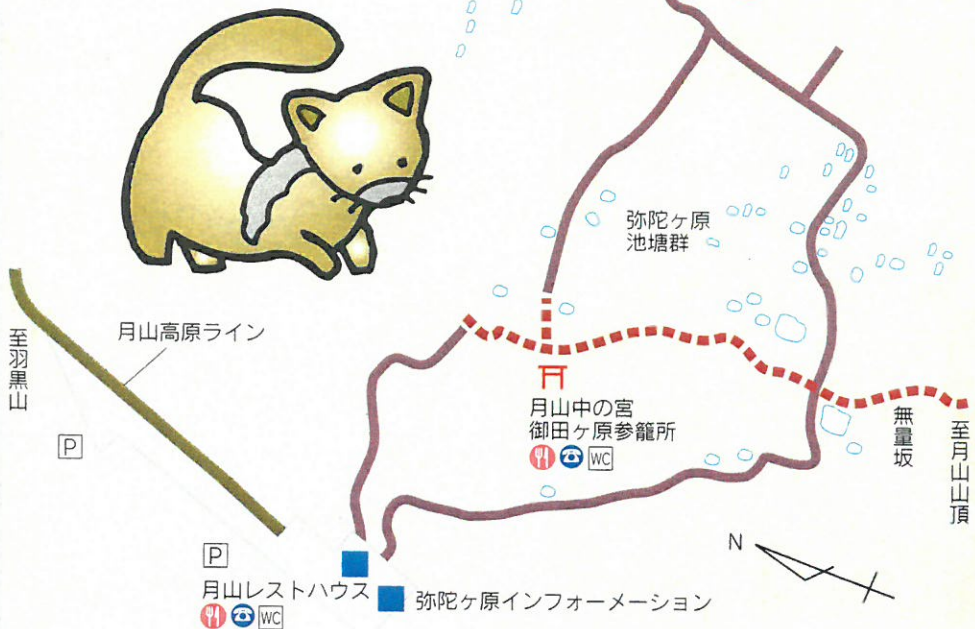 弥陀ヶ原
池塘群
月山高原ライン
至羽黒山
P
月山中の宮
御田ヶ原参籠所
WC
無量坂
至月山山頂
N
P
月山レストハウス
WC
弥陀ヶ原インフォーメーション